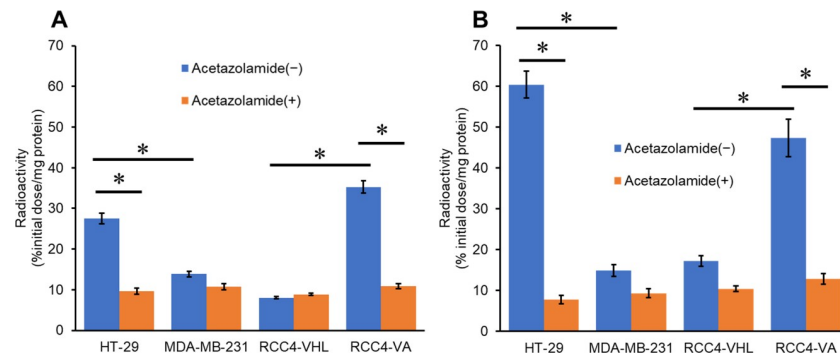 A
Radioactivity
(%initial dose/mg protein)
70
60
50
40
30
20
10
0
Acetazolamide(−)
Acetazolamide(+)
*
*
*
*
HT-29 MDA-MB-231 RCC4-VHL RCC4-VA
B
Radioactivity
(% initial dose/mg protein)
70
60
50
40
30
20
10
0
*
*
*
*
Acetazolamide(−)
Acetazolamide(+)
HT-29 MDA-MB-231 RCC4-VHL RCC4-VA